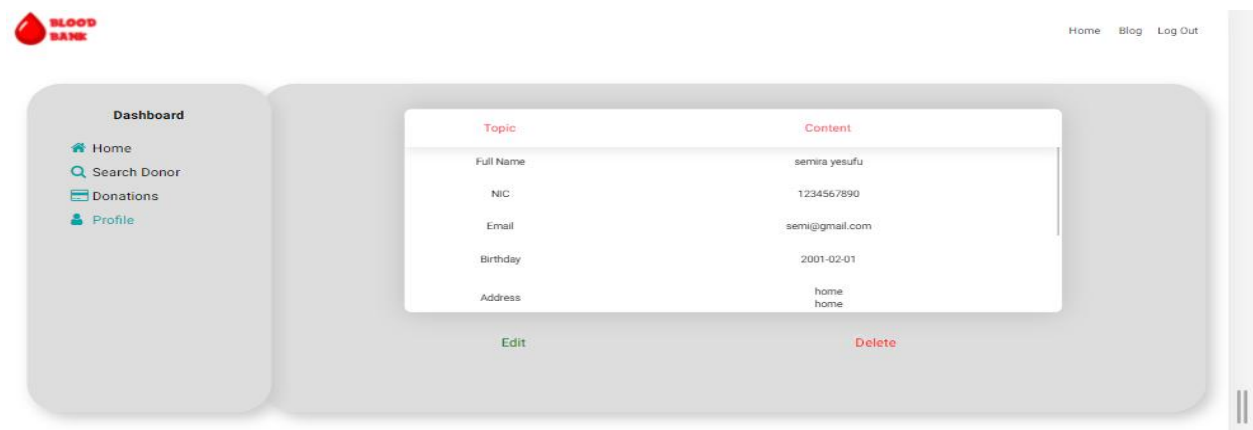 BLOOD
BANK
Home Blog Log Out
Dashboard
Home
Search Donor
Donations
Profile
Topic Content
Full Name semira yesufu
NIC 1234567890
Email semi@gmail.com
Birthday 2001-02-01
Address home
home
Edit Delete